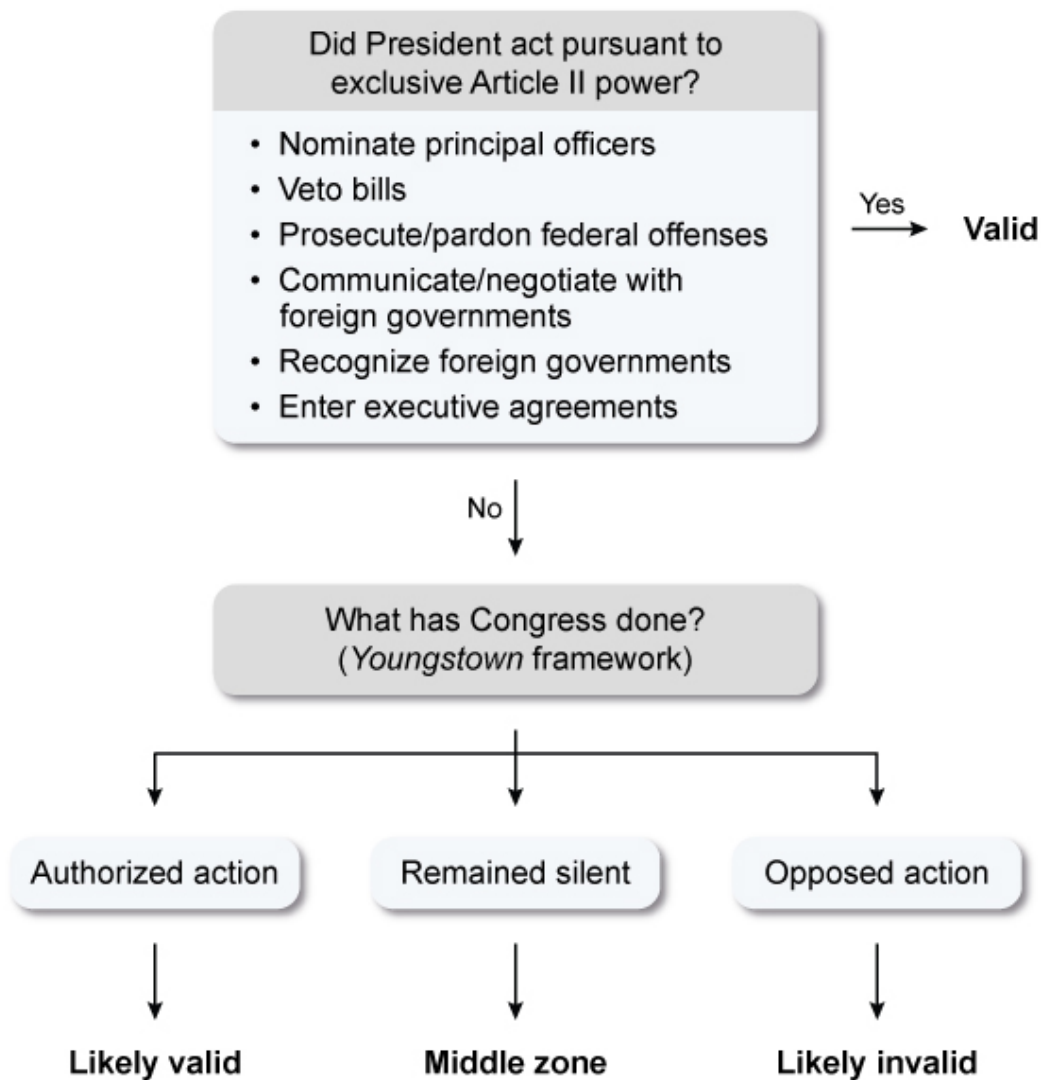 Did President act pursuant to
exclusive Article II power?
• Nominate principal officers
• Veto bills
• Prosecute/pardon federal offenses
• Communicate/negotiate with
foreign governments
• Recognize foreign governments
• Enter executive agreements
Yes
Valid
No
What has Congress done?
(Youngstown framework)
Authorized action
Remained silent
Opposed action
Likely valid
Middle zone
Likely invalid